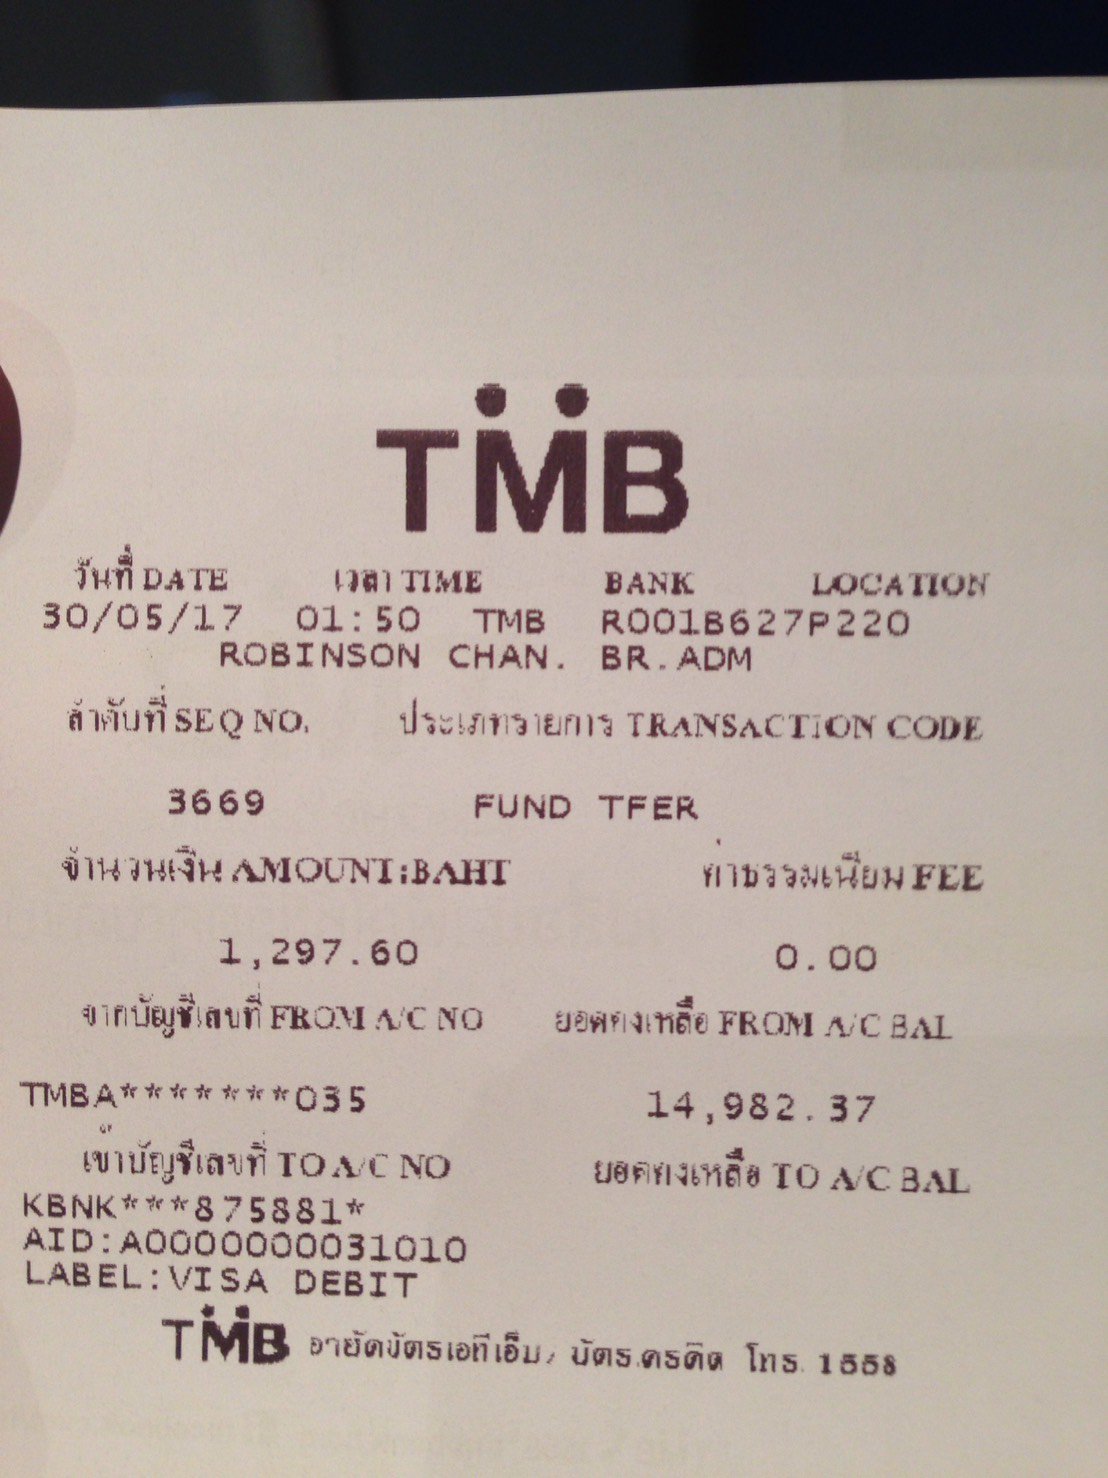 TMB
วันที่ DATE เวลา TIME BANK LOCATION
30/05/17 01:50 TMB R001B627P220
ROBINSON CHAN. BR.ADM
ลำดับที่ SEQ NO. ประเภทรายการ TRANSACTION CODE
3669 FUND TFER
จำนวนเงิน AMOUNT:BAHT ค่าธรรมเนียม FEE
1,297.60 0.00
จากบัญชีเลขที่ FROM A/C NO ยอดคงเหลือ FROM A/C BAL
TMBA*******035 14,982.37
เข้าบัญชีเลขที่ TO A/C NO ยอดคงเหลือ TO A/C BAL
KBNK***875881*
AID:A0000000031010
LABEL:VISA DEBIT
TMB อายัดบัตรเอทีเอ็ม, บัตรเครดิต โทร. 1558